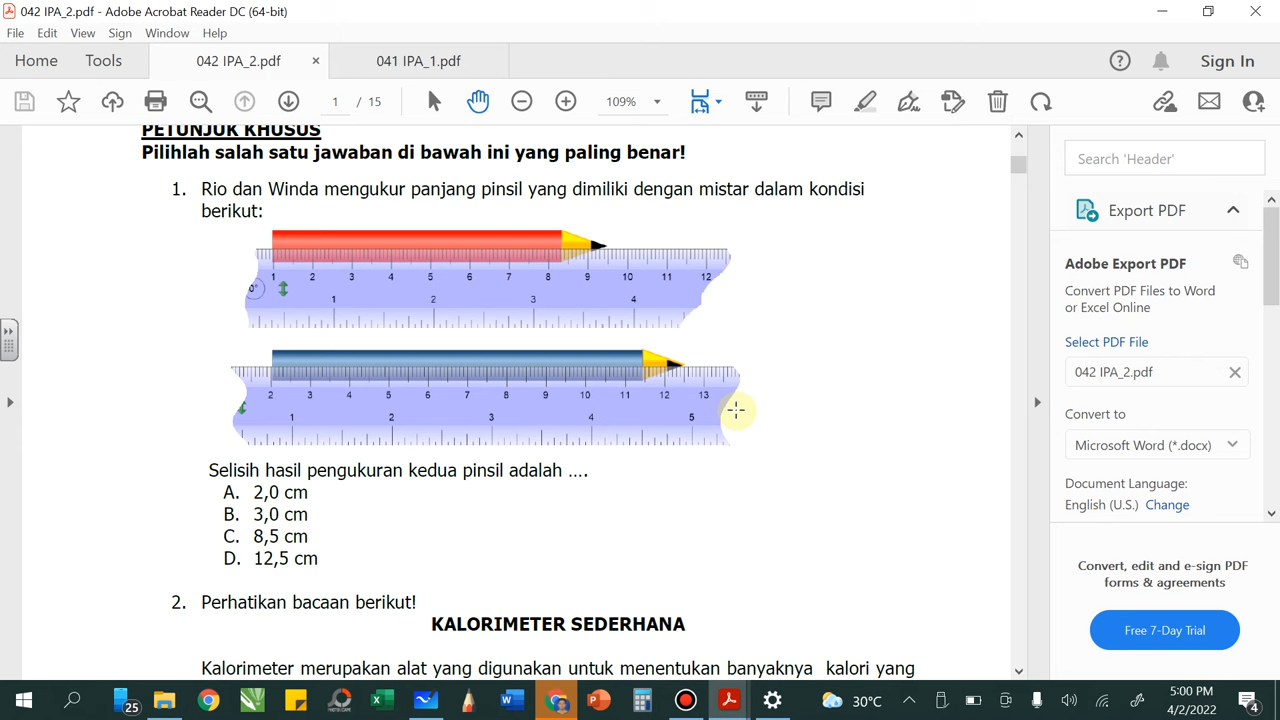 042 IPA_2.pdf - Adobe Acrobat Reader DC (64-bit)
File Edit View Sign Window Help
Home Tools 042 IPA_2.pdf × 041 IPA_1.pdf Sign In
1 / 15 109%
PETUNJUK KHUSUS
Pilihlah salah satu jawaban di bawah ini yang paling benar!
1. Rio dan Winda mengukur panjang pinsil yang dimiliki dengan mistar dalam kondisi
berikut:
1 2 3 4 5 6 7 8 9 10 11 12
0°
1 2 3 4
2 3 4 5 6 7 8 9 10 11 12 13
1 2 3 4 5
Selisih hasil pengukuran kedua pinsil adalah ....
A. 2,0 cm
B. 3,0 cm
C. 8,5 cm
D. 12,5 cm
2. Perhatikan bacaan berikut!
KALORIMETER SEDERHANA
Kalorimeter merupakan alat yang digunakan untuk menentukan banyaknya kalori yang
Search 'Header'
Export PDF
Adobe Export PDF
Convert PDF Files to Word
or Excel Online
Select PDF File
042 IPA_2.pdf
Convert to
Microsoft Word (*.docx)
Document Language:
English (U.S.) Change
Convert, edit and e-sign PDF
forms & agreements
Free 7-Day Trial
25
30°C
5:00 PM
4/2/2022
4